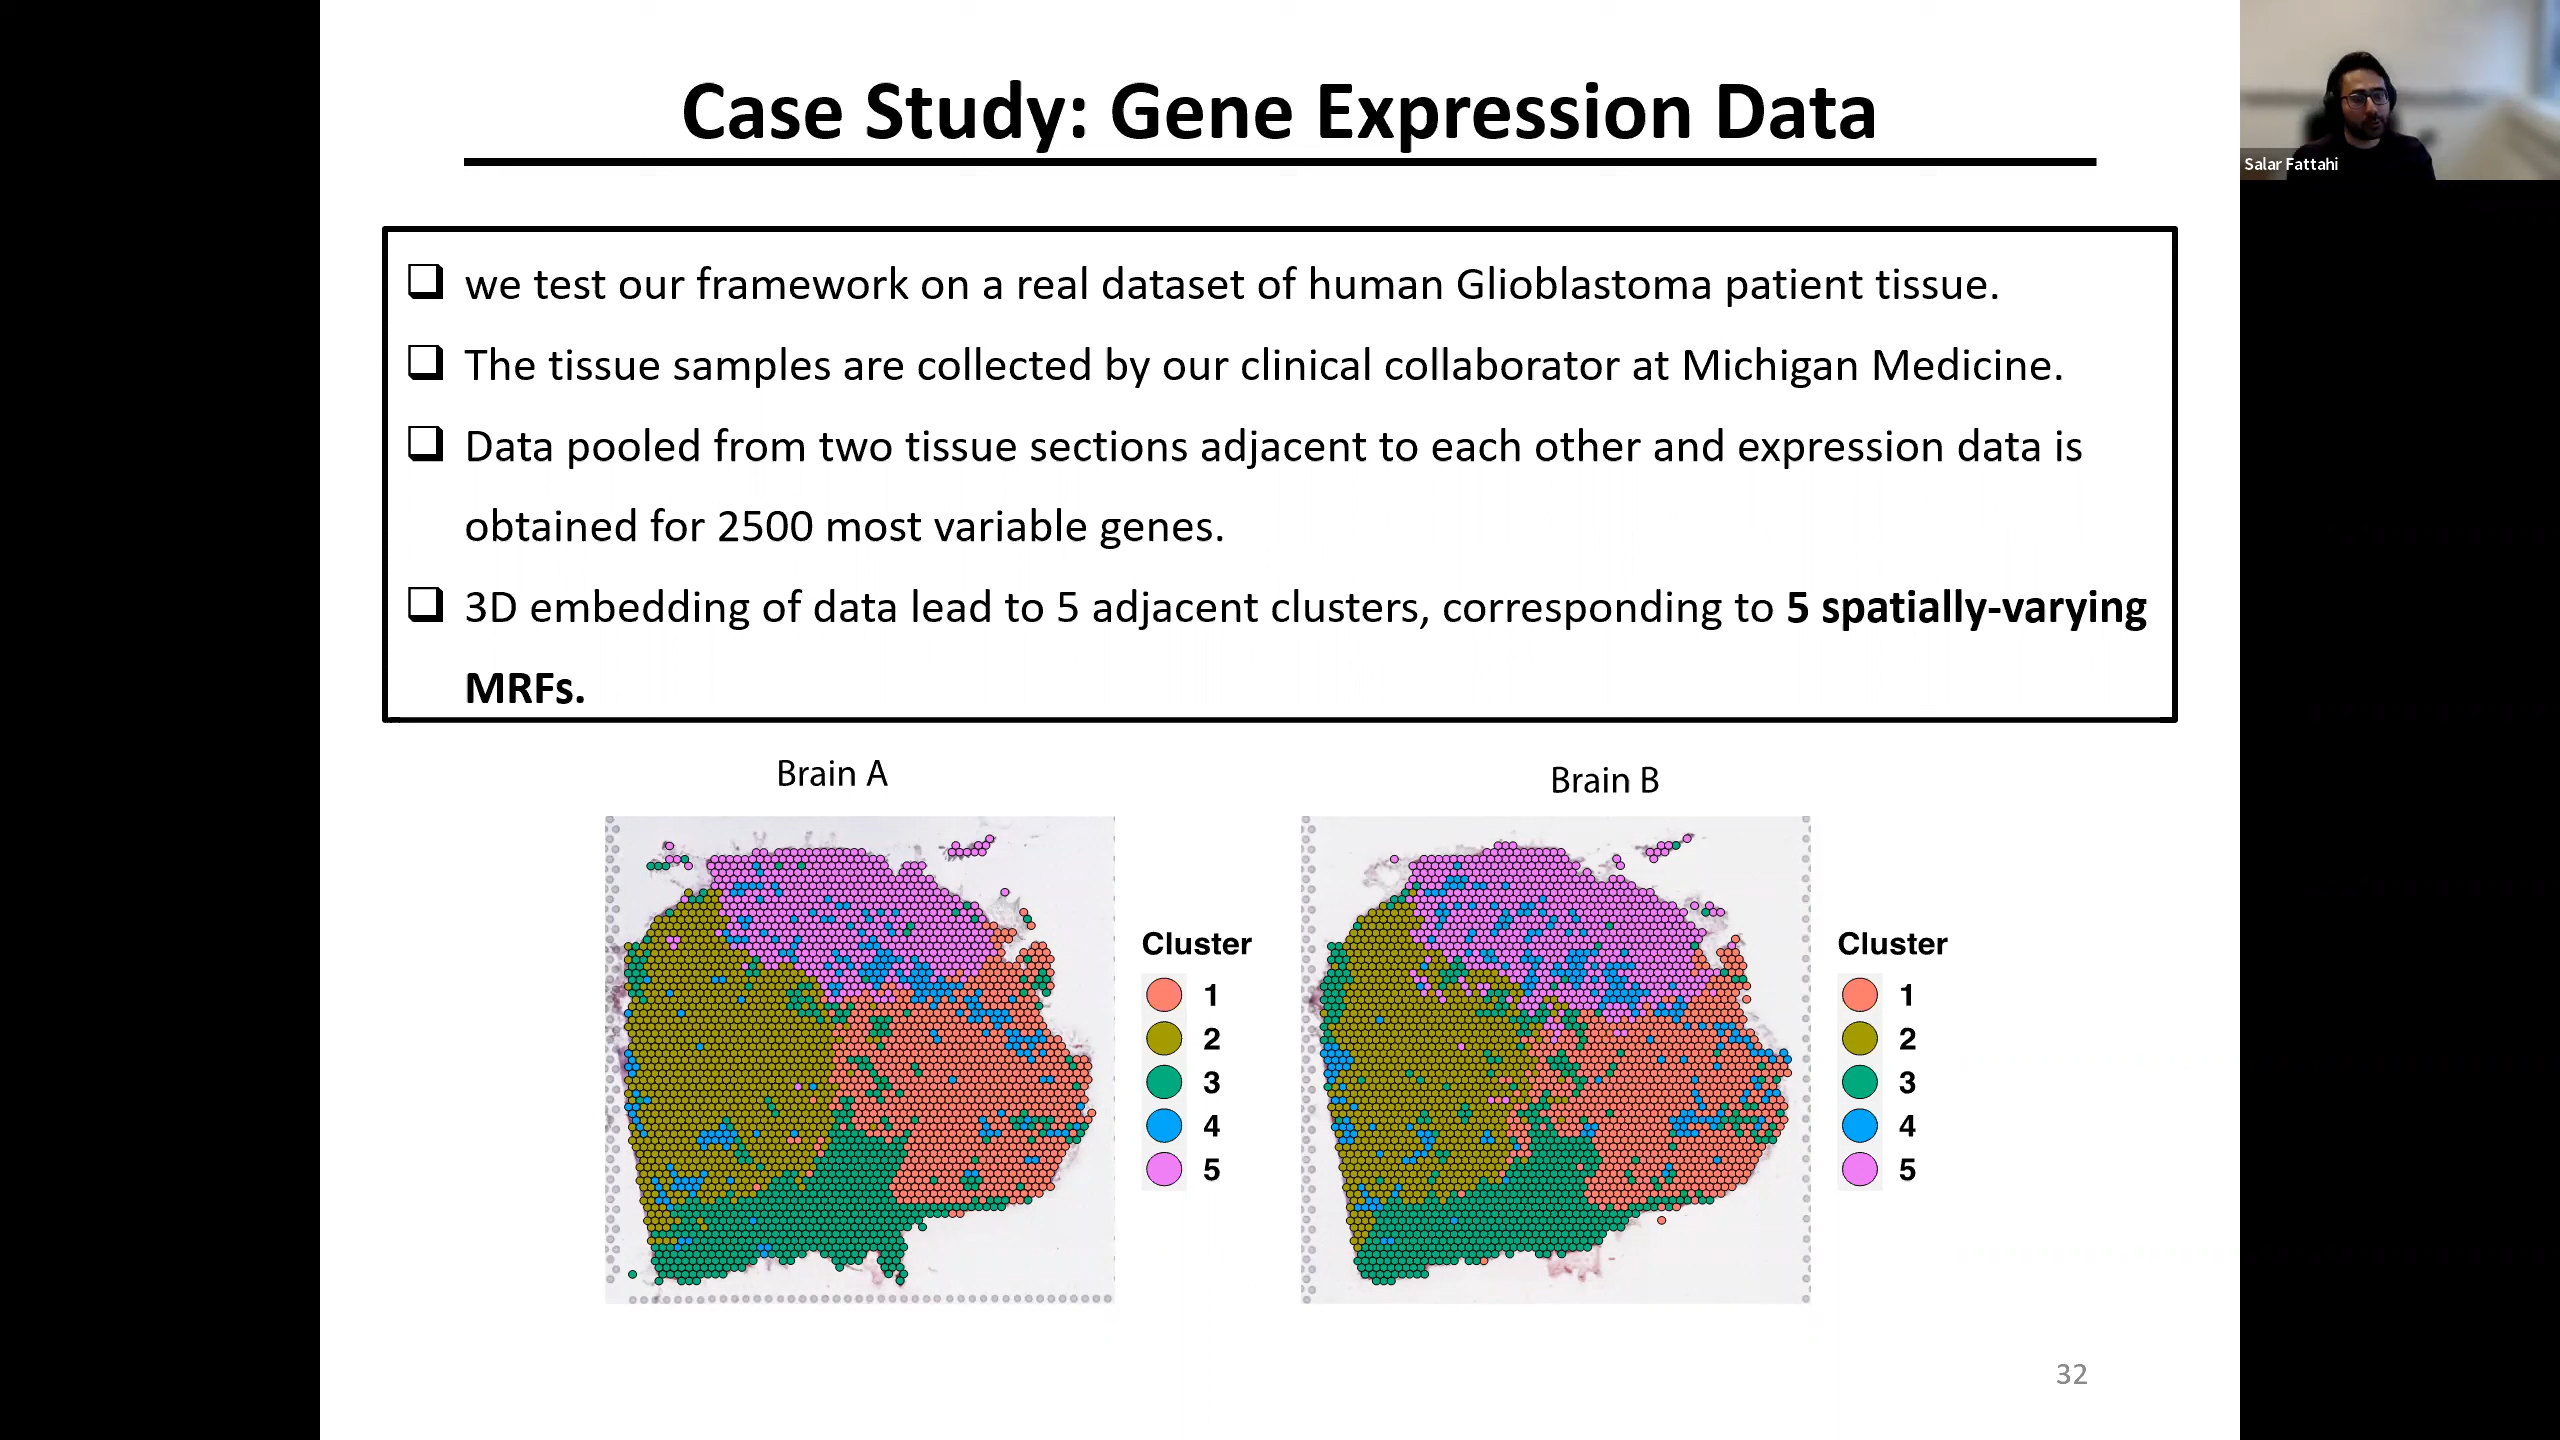 Case Study: Gene Expression Data
Salar Fattahi
we test our framework on a real dataset of human Glioblastoma patient tissue.
The tissue samples are collected by our clinical collaborator at Michigan Medicine.
Data pooled from two tissue sections adjacent to each other and expression data is
obtained for 2500 most variable genes.
3D embedding of data lead to 5 adjacent clusters, corresponding to 5 spatially-varying
MRFs.
Brain A
Cluster
1
2
3
4
5
Brain B
Cluster
1
2
3
4
5
32